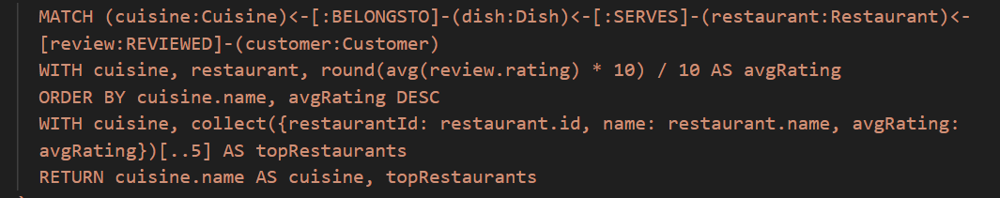 MATCH (cuisine:Cuisine)<-[:BELONGSTO]-(dish:Dish)<-[:SERVES]-(restaurant:Restaurant)<-
[review:REVIEWED]-(customer:Customer)
WITH cuisine, restaurant, round(avg(review.rating) * 10) / 10 AS avgRating
ORDER BY cuisine.name, avgRating DESC
WITH cuisine, collect({restaurantId: restaurant.id, name: restaurant.name, avgRating:
avgRating})[..5] AS topRestaurants
RETURN cuisine.name AS cuisine, topRestaurants